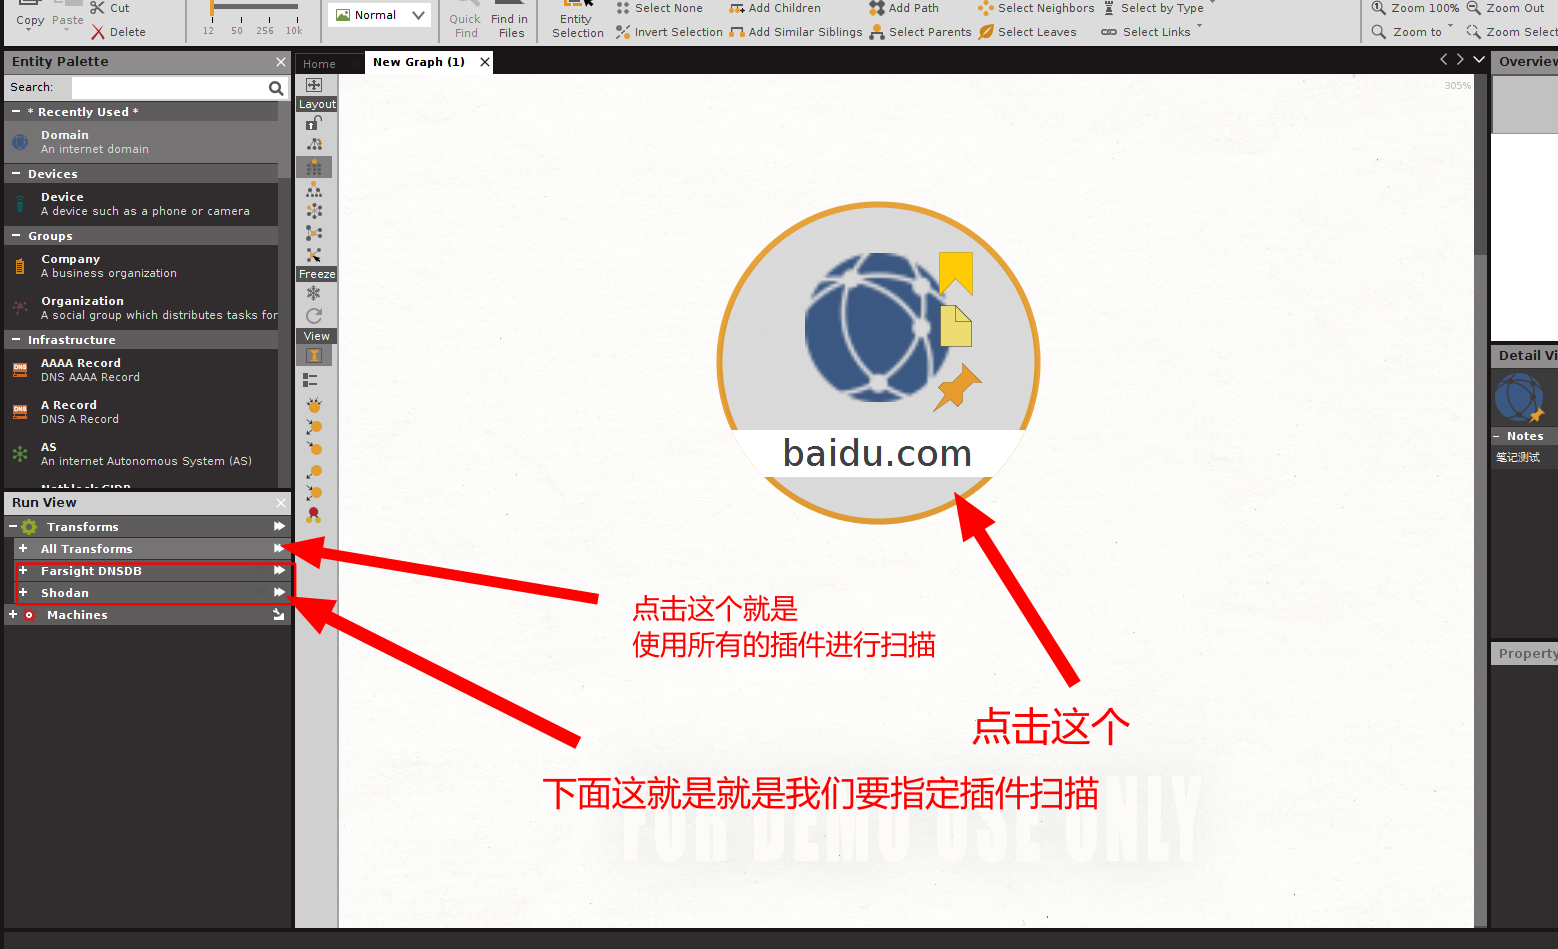 Copy
Paste
Cut
Delete
12 50 256 10k
Normal
Quick
Find
Find in
Files
Entity
Selection
Select None
Invert Selection
Add Children
Add Similar Siblings
Add Path
Select Parents
Select Neighbors
Select Leaves
Select by Type
Select Links
Zoom 100%
Zoom to
Zoom Out
Zoom Select
Entity Palette
Search:
* Recently Used *
Domain
An internet domain
Devices
Device
A device such as a phone or camera
Groups
Company
A business organization
Organization
A social group which distributes tasks for
Infrastructure
AAAA Record
DNS AAAA Record
A Record
DNS A Record
AS
An internet Autonomous System (AS)
Run View
Transforms
All Transforms
Farsight DNSDB
Shodan
Machines
Home
New Graph (1)
Layout
Freeze
View
305%
baidu.com
点击这个就是
使用所有的插件进行扫描
点击这个
下面这就是就是我们要指定插件扫描
FOR DEMO USE ONLY
Overview
Detail Vi
Notes
笔记测试
Property